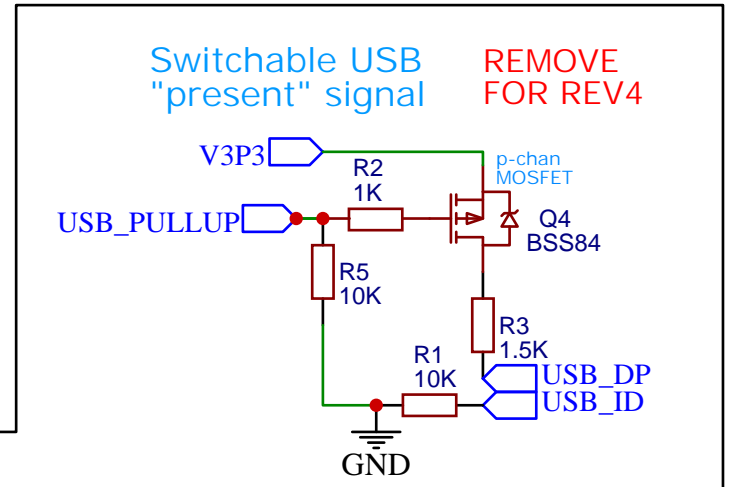 Switchable USB
"present" signal
REMOVE
FOR REV4
V3P3
p-chan
MOSFET
R2
1K
USB_PULLUP
Q4
BSS84
R5
10K
R3
1.5K
R1
10K
USB_DP
USB_ID
GND